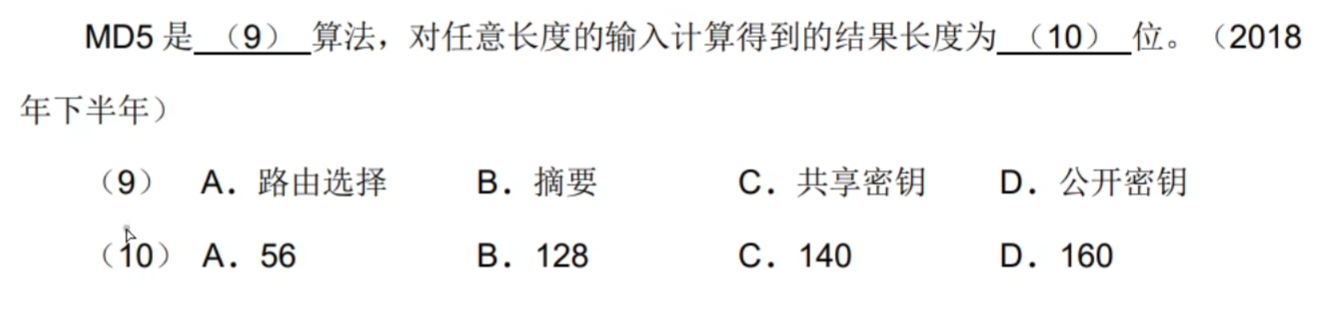 MD5 是 （9） 算法，对任意长度的输入计算得到的结果长度为 （10） 位。（2018
年下半年）
（9） A．路由选择 B．摘要 C．共享密钥 D．公开密钥
（10） A．56 B．128 C．140 D．160